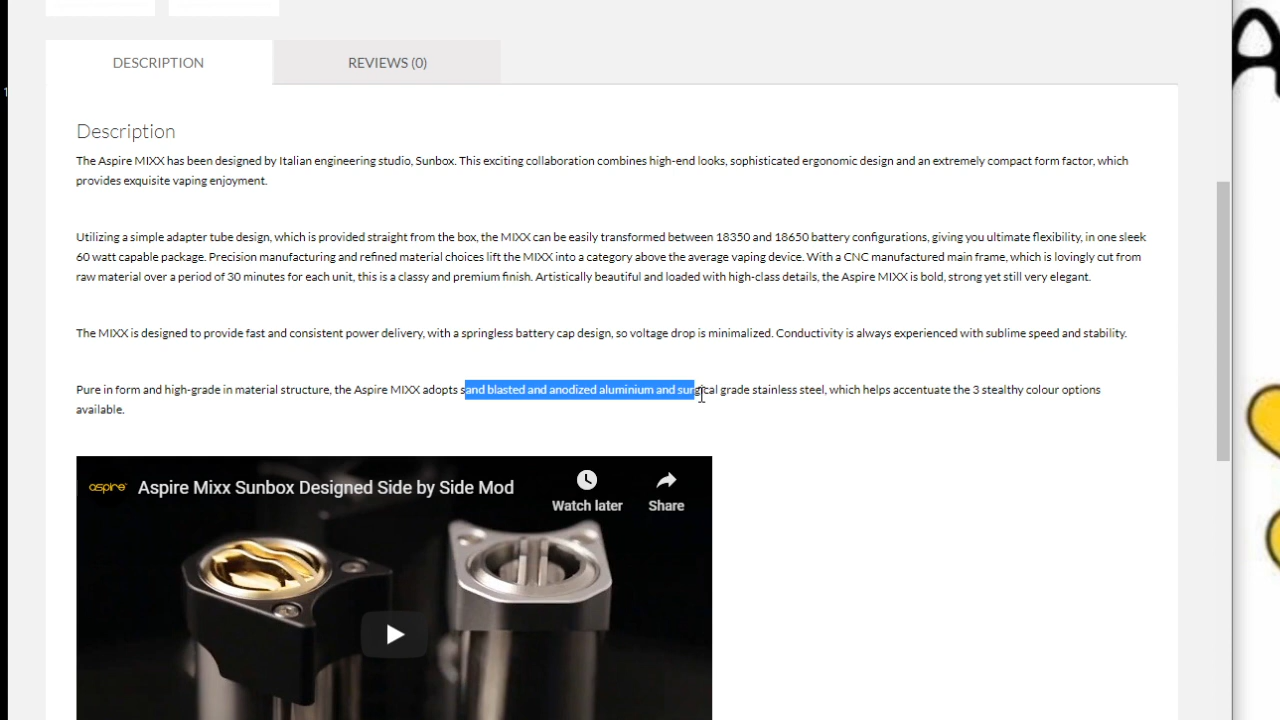 DESCRIPTION
REVIEWS (0)
Description
The Aspire MIXX has been designed by Italian engineering studio, Sunbox. This exciting collaboration combines high-end looks, sophisticated ergonomic design and an extremely compact form factor, which
provides exquisite vaping enjoyment.
Utilizing a simple adapter tube design, which is provided straight from the box, the MIXX can be easily transformed between 18350 and 18650 battery configurations, giving you ultimate flexibility, in one sleek
60 watt capable package. Precision manufacturing and refined material choices lift the MIXX into a category above the average vaping device. With a CNC manufactured main frame, which is lovingly cut from
raw material over a period of 30 minutes for each unit, this is a classy and premium finish. Artistically beautiful and loaded with high-class details, the Aspire MIXX is bold, strong yet still very elegant.
The MIXX is designed to provide fast and consistent power delivery, with a springless battery cap design, so voltage drop is minimalized. Conductivity is always experienced with sublime speed and stability.
Pure in form and high-grade in material structure, the Aspire MIXX adopts sand blasted and anodized aluminium and surgical grade stainless steel, which helps accentuate the 3 stealthy colour options
available.
aspire Aspire Mixx Sunbox Designed Side by Side Mod
Watch later
Share